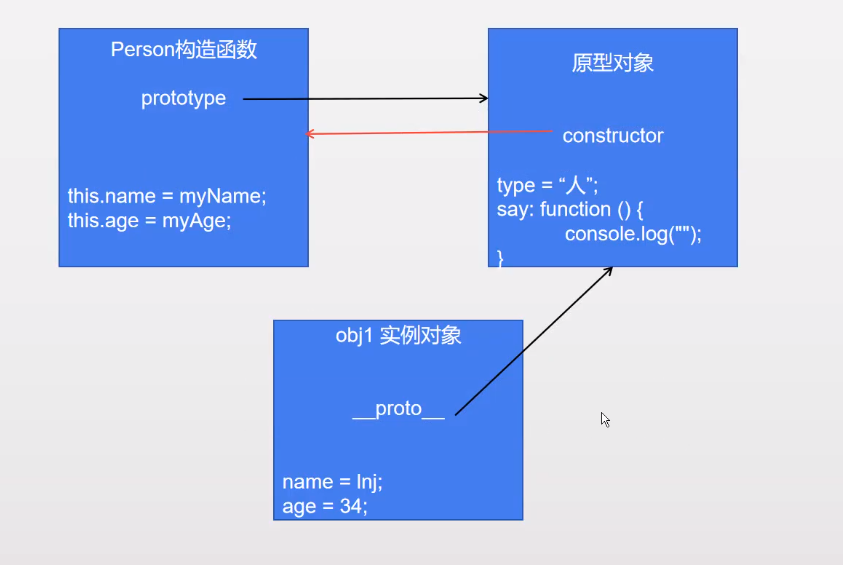 Person构造函数
prototype
this.name = myName;
this.age = myAge;
原型对象
constructor
type = “人";
say: function () {
console.log("");
}
obj1 实例对象
__proto__
name = lnj;
age = 34;